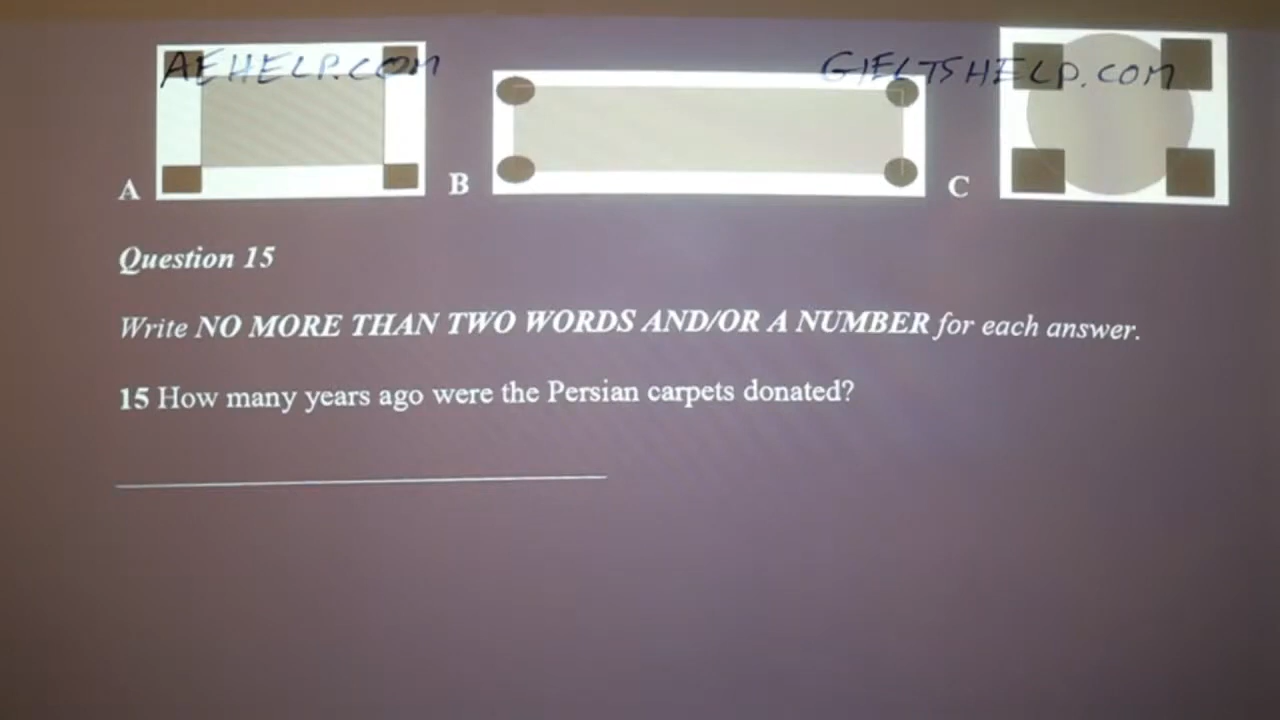 AEHELP.COM
GIELTSHELP.COM
A
B
C
Question 15
Write NO MORE THAN TWO WORDS AND/OR A NUMBER for each answer.
15 How many years ago were the Persian carpets donated?